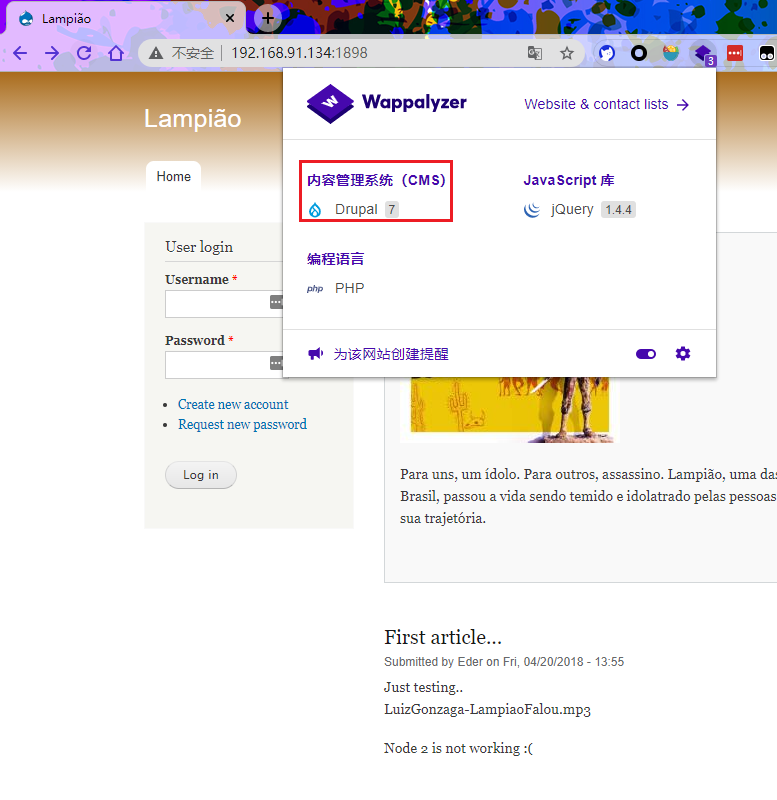 Lampião
不安全 192.168.91.134:1898
3
Wappalyzer
Website & contact lists
Lampião
Home
内容管理系统（CMS）
JavaScript 库
Drupal 7
jQuery 1.4.4
编程语言
php PHP
为该网站创建提醒
User login
Username *
Password *
Create new account
Request new password
Log in
Para uns, um ídolo. Para outros, assassino. Lampião, uma das
Brasil, passou a vida sendo temido e idolatrado pelas pessoas
sua trajetória.
First article...
Submitted by Eder on Fri, 04/20/2018 - 13:55
Just testing..
LuizGonzaga-LampiaoFalou.mp3
Node 2 is not working :(